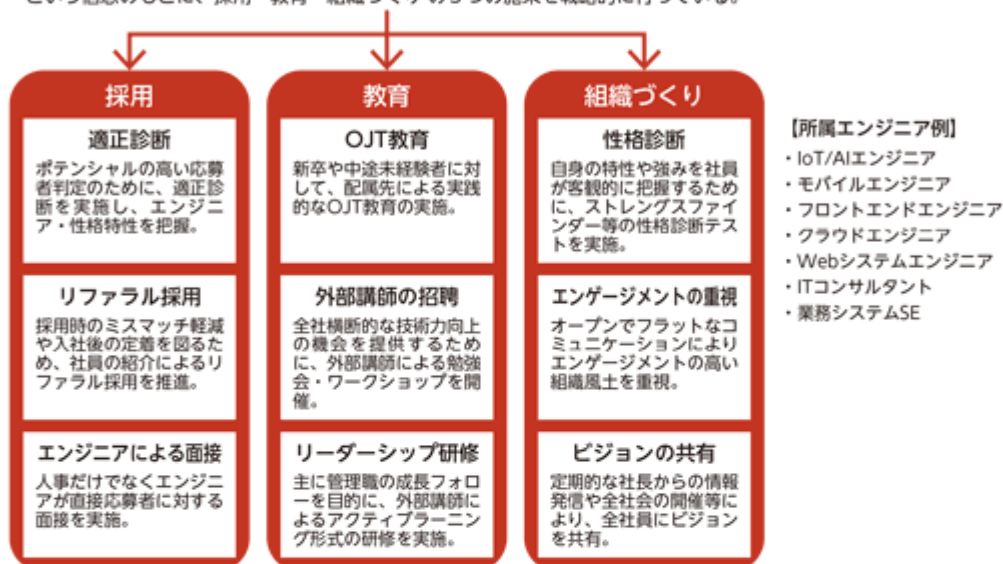 採用
適正診断
ポテンシャルの高い応募
者判定のために、適正診
断を実施し、エンジニ
ア・性格特性を把握。
リファラル採用
採用時のミスマッチ軽減
や入社後の定着を図るた
め、社員の紹介によるリ
ファラル採用を推進。
エンジニアによる面接
人事だけでなくエンジニ
アが直接応募者に対する
面接を実施。
教育
OJT教育
新卒や中途未経験者に対
して、配属先による実践
的なOJT教育の実施。
外部講師の招聘
全社横断的な技術力向上
の機会を提供するため
に、外部講師による勉強
会・ワークショップを開
催。
リーダーシップ研修
主に管理職の成長フォロ
ーを目的に、外部講師に
よるアクティブラーニン
グ形式の研修を実施。
組織づくり
性格診断
自身の特性や強みを社員
が客観的に把握するため
に、ストレングスファイ
ンダー等の性格診断テス
トを実施。
エンゲージメントの重視
オープンでフラットなコ
ミュニケーションにより
エンゲージメントの高い
組織風土を重視。
ビジョンの共有
定期的な社長からの情報
発信や全社会の開催等に
より、全社員にビジョン
を共有。
【所属エンジニア例】
・IoT/AIエンジニア
・モバイルエンジニア
・フロントエンドエンジニア
・クラウドエンジニア
・Webシステムエンジニア
・ITコンサルタント
・業務システムSE